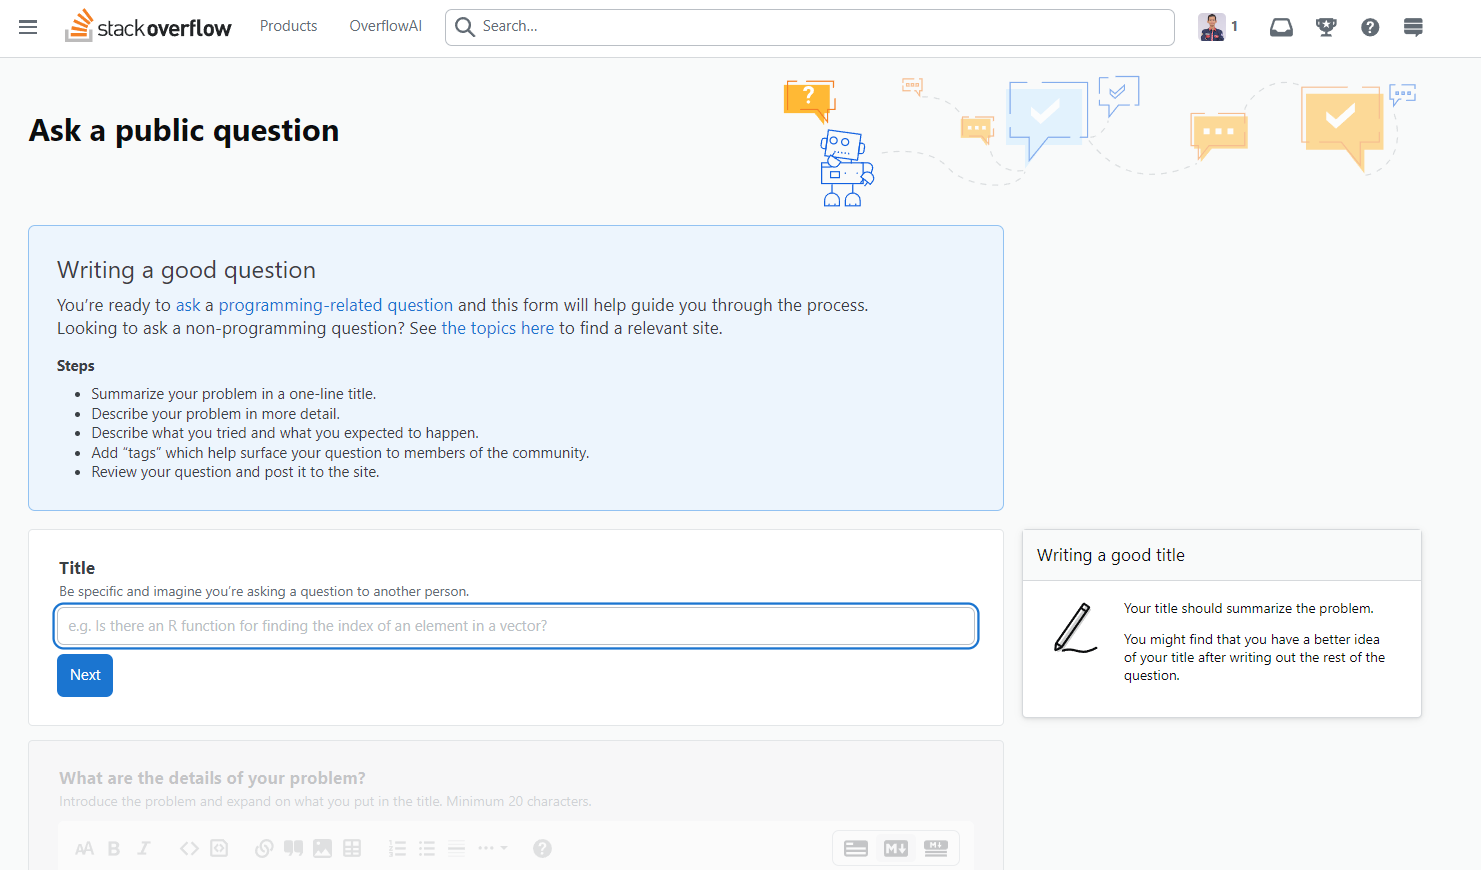 stackoverflow
Products
OverflowAI
Search...
1
Ask a public question
?
Writing a good question
You're ready to ask a programming-related question and this form will help guide you through the process.
Looking to ask a non-programming question? See the topics here to find a relevant site.
Steps
• Summarize your problem in a one-line title.
• Describe your problem in more detail.
• Describe what you tried and what you expected to happen.
• Add “tags” which help surface your question to members of the community.
• Review your question and post it to the site.
Title
Be specific and imagine you’re asking a question to another person.
e.g. Is there an R function for finding the index of an element in a vector?
Next
Writing a good title
Your title should summarize the problem.
You might find that you have a better idea
of your title after writing out the rest of the
question.
What are the details of your problem?
Introduce the problem and expand on what you put in the title. Minimum 20 characters.
AA B I